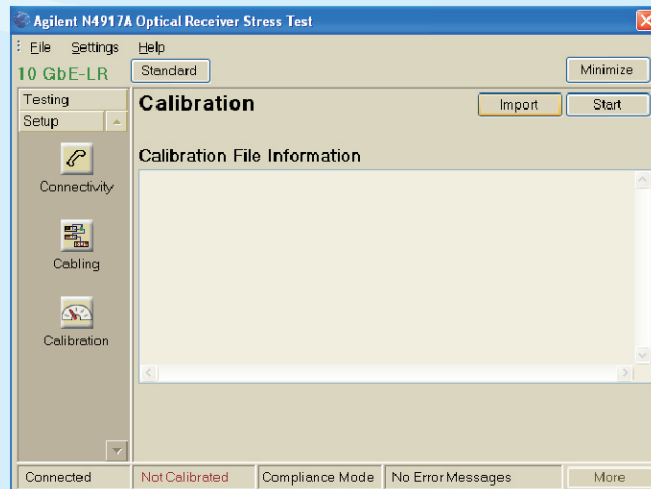 Agilent N4917A Optical Receiver Stress Test
File Settings Help
10 GbE-LR Standard Minimize
Testing
Setup
Calibration Import Start
Calibration File Information
Connectivity
Cabling
Calibration
Connected Not Calibrated Compliance Mode No Error Messages More